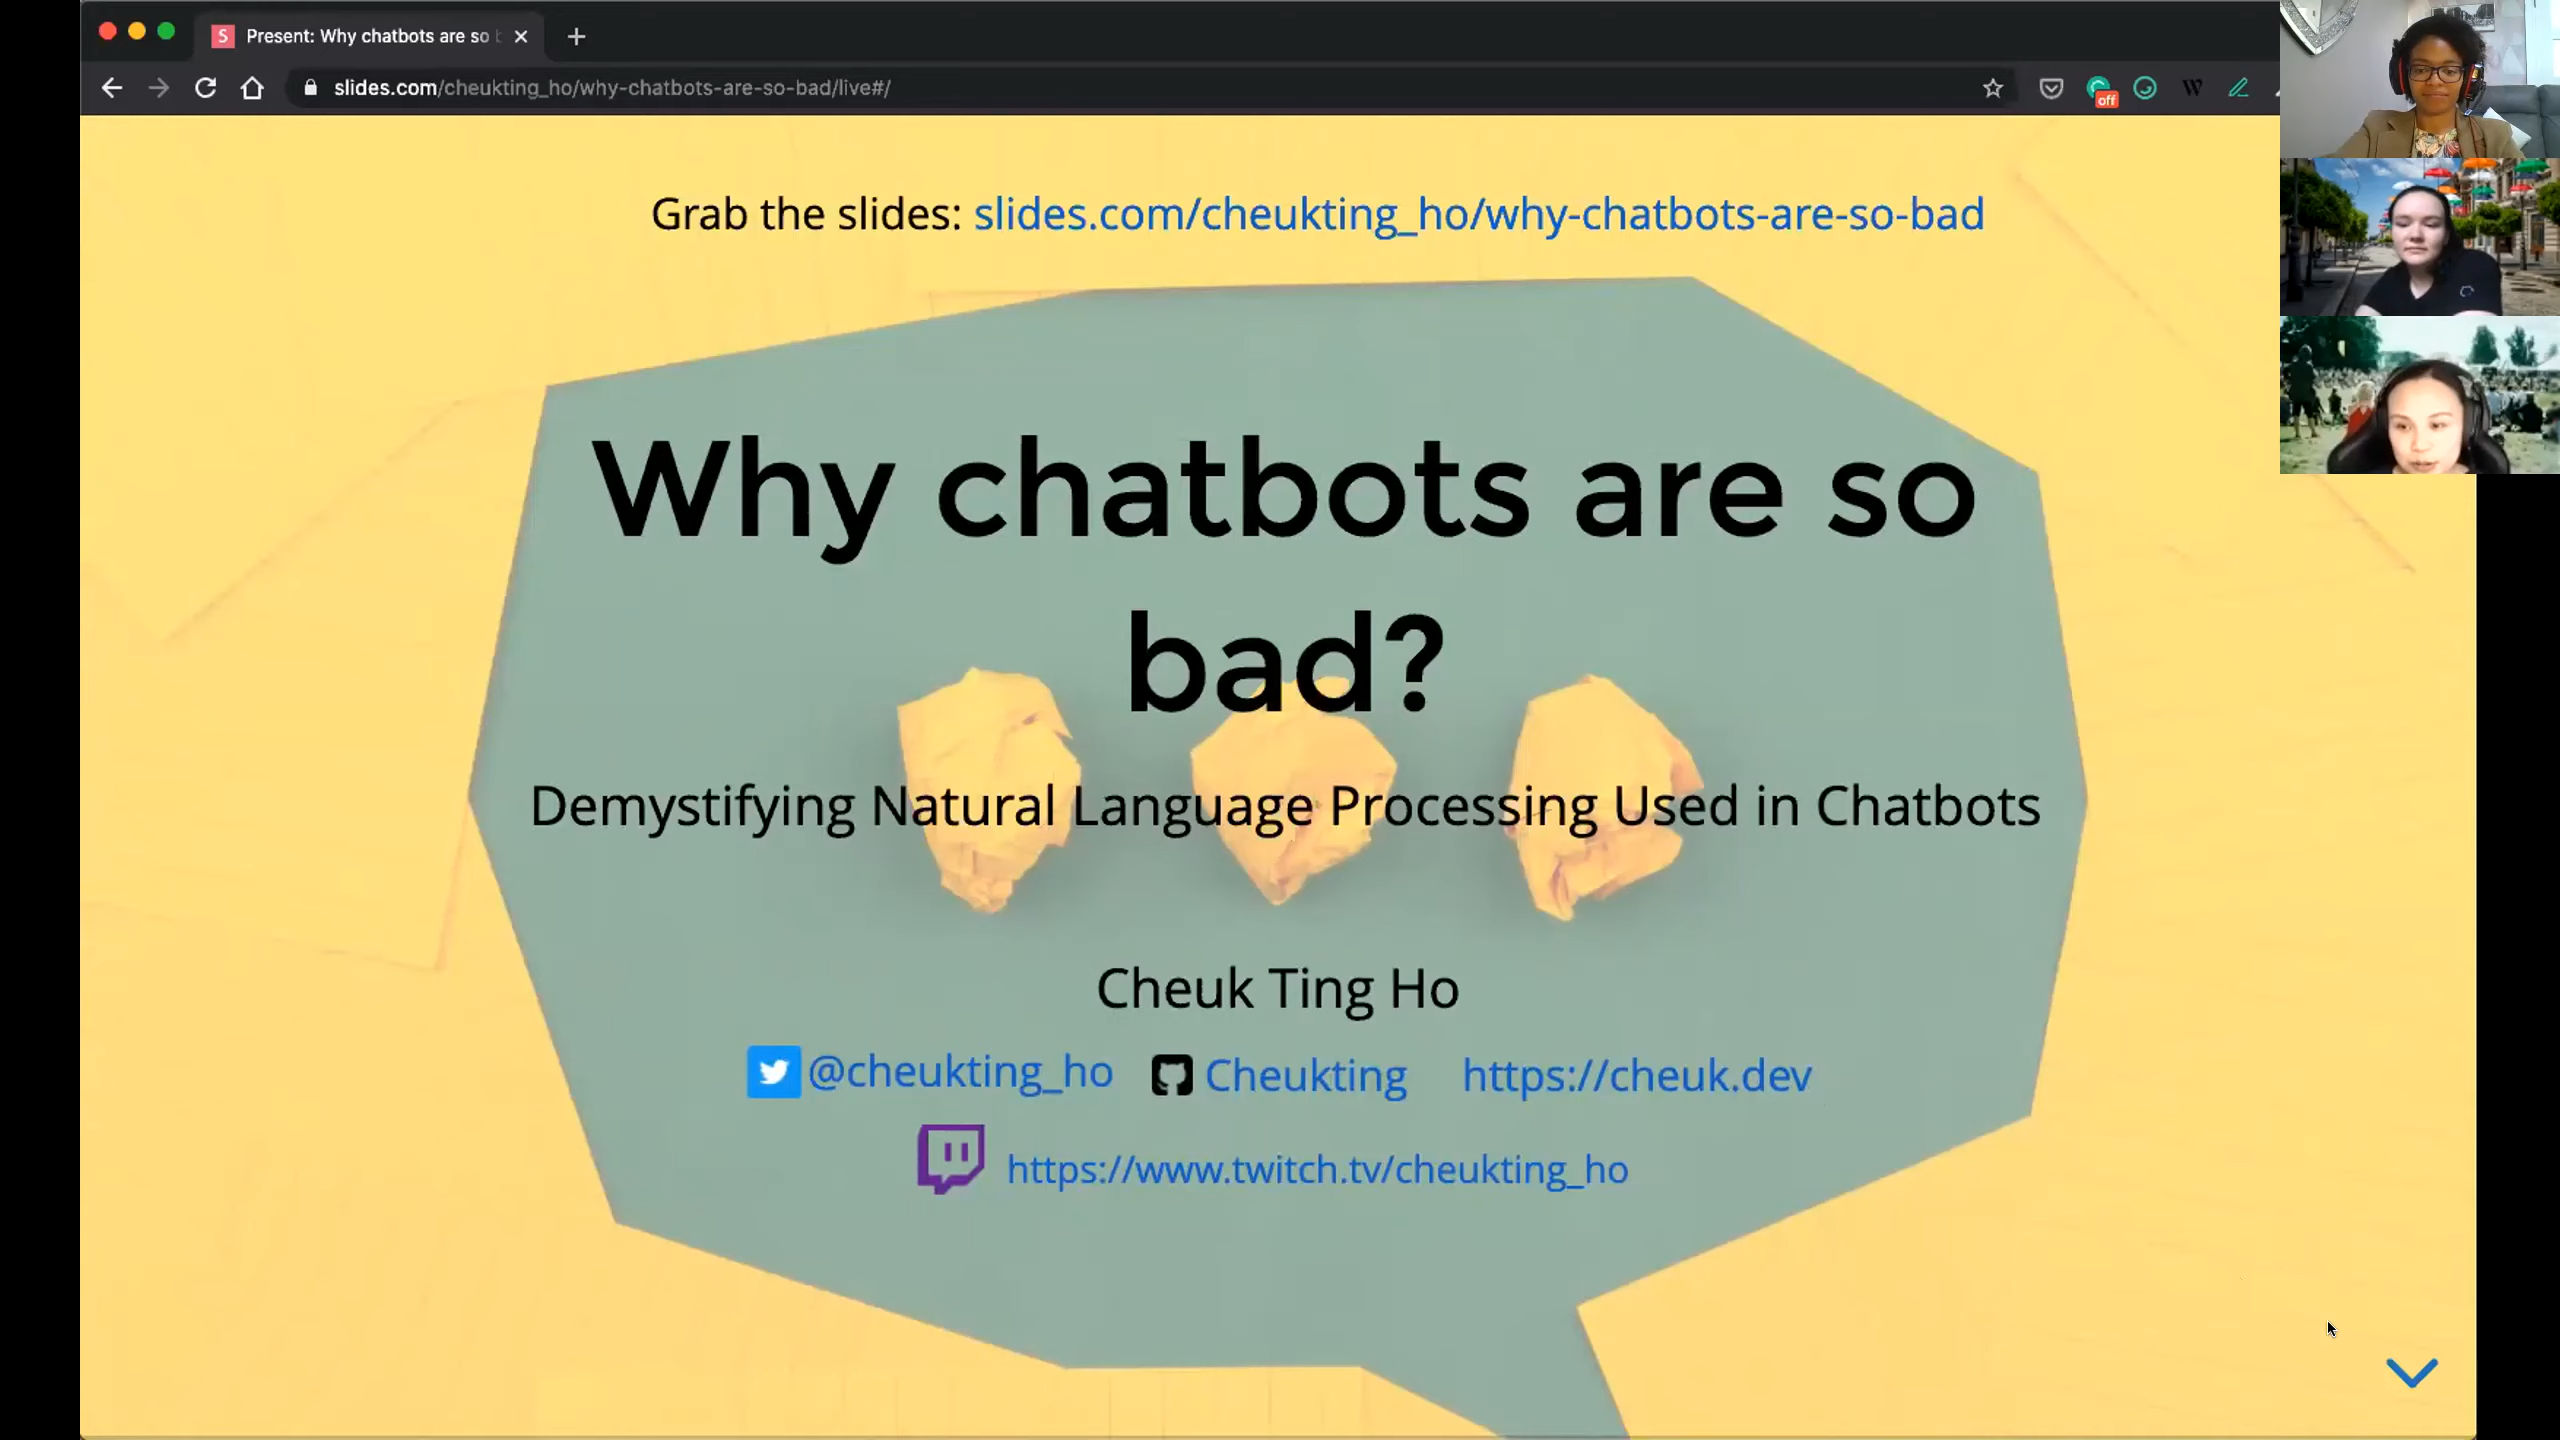 Present: Why chatbots are so
slides.com/cheukting_ho/why-chatbots-are-so-bad/live#/
off
W
Grab the slides: slides.com/cheukting_ho/why-chatbots-are-so-bad
Why chatbots are so
bad?
Demystifying Natural Language Processing Used in Chatbots
Cheuk Ting Ho
@cheukting_ho Cheukting https://cheuk.dev
https://www.twitch.tv/cheukting_ho